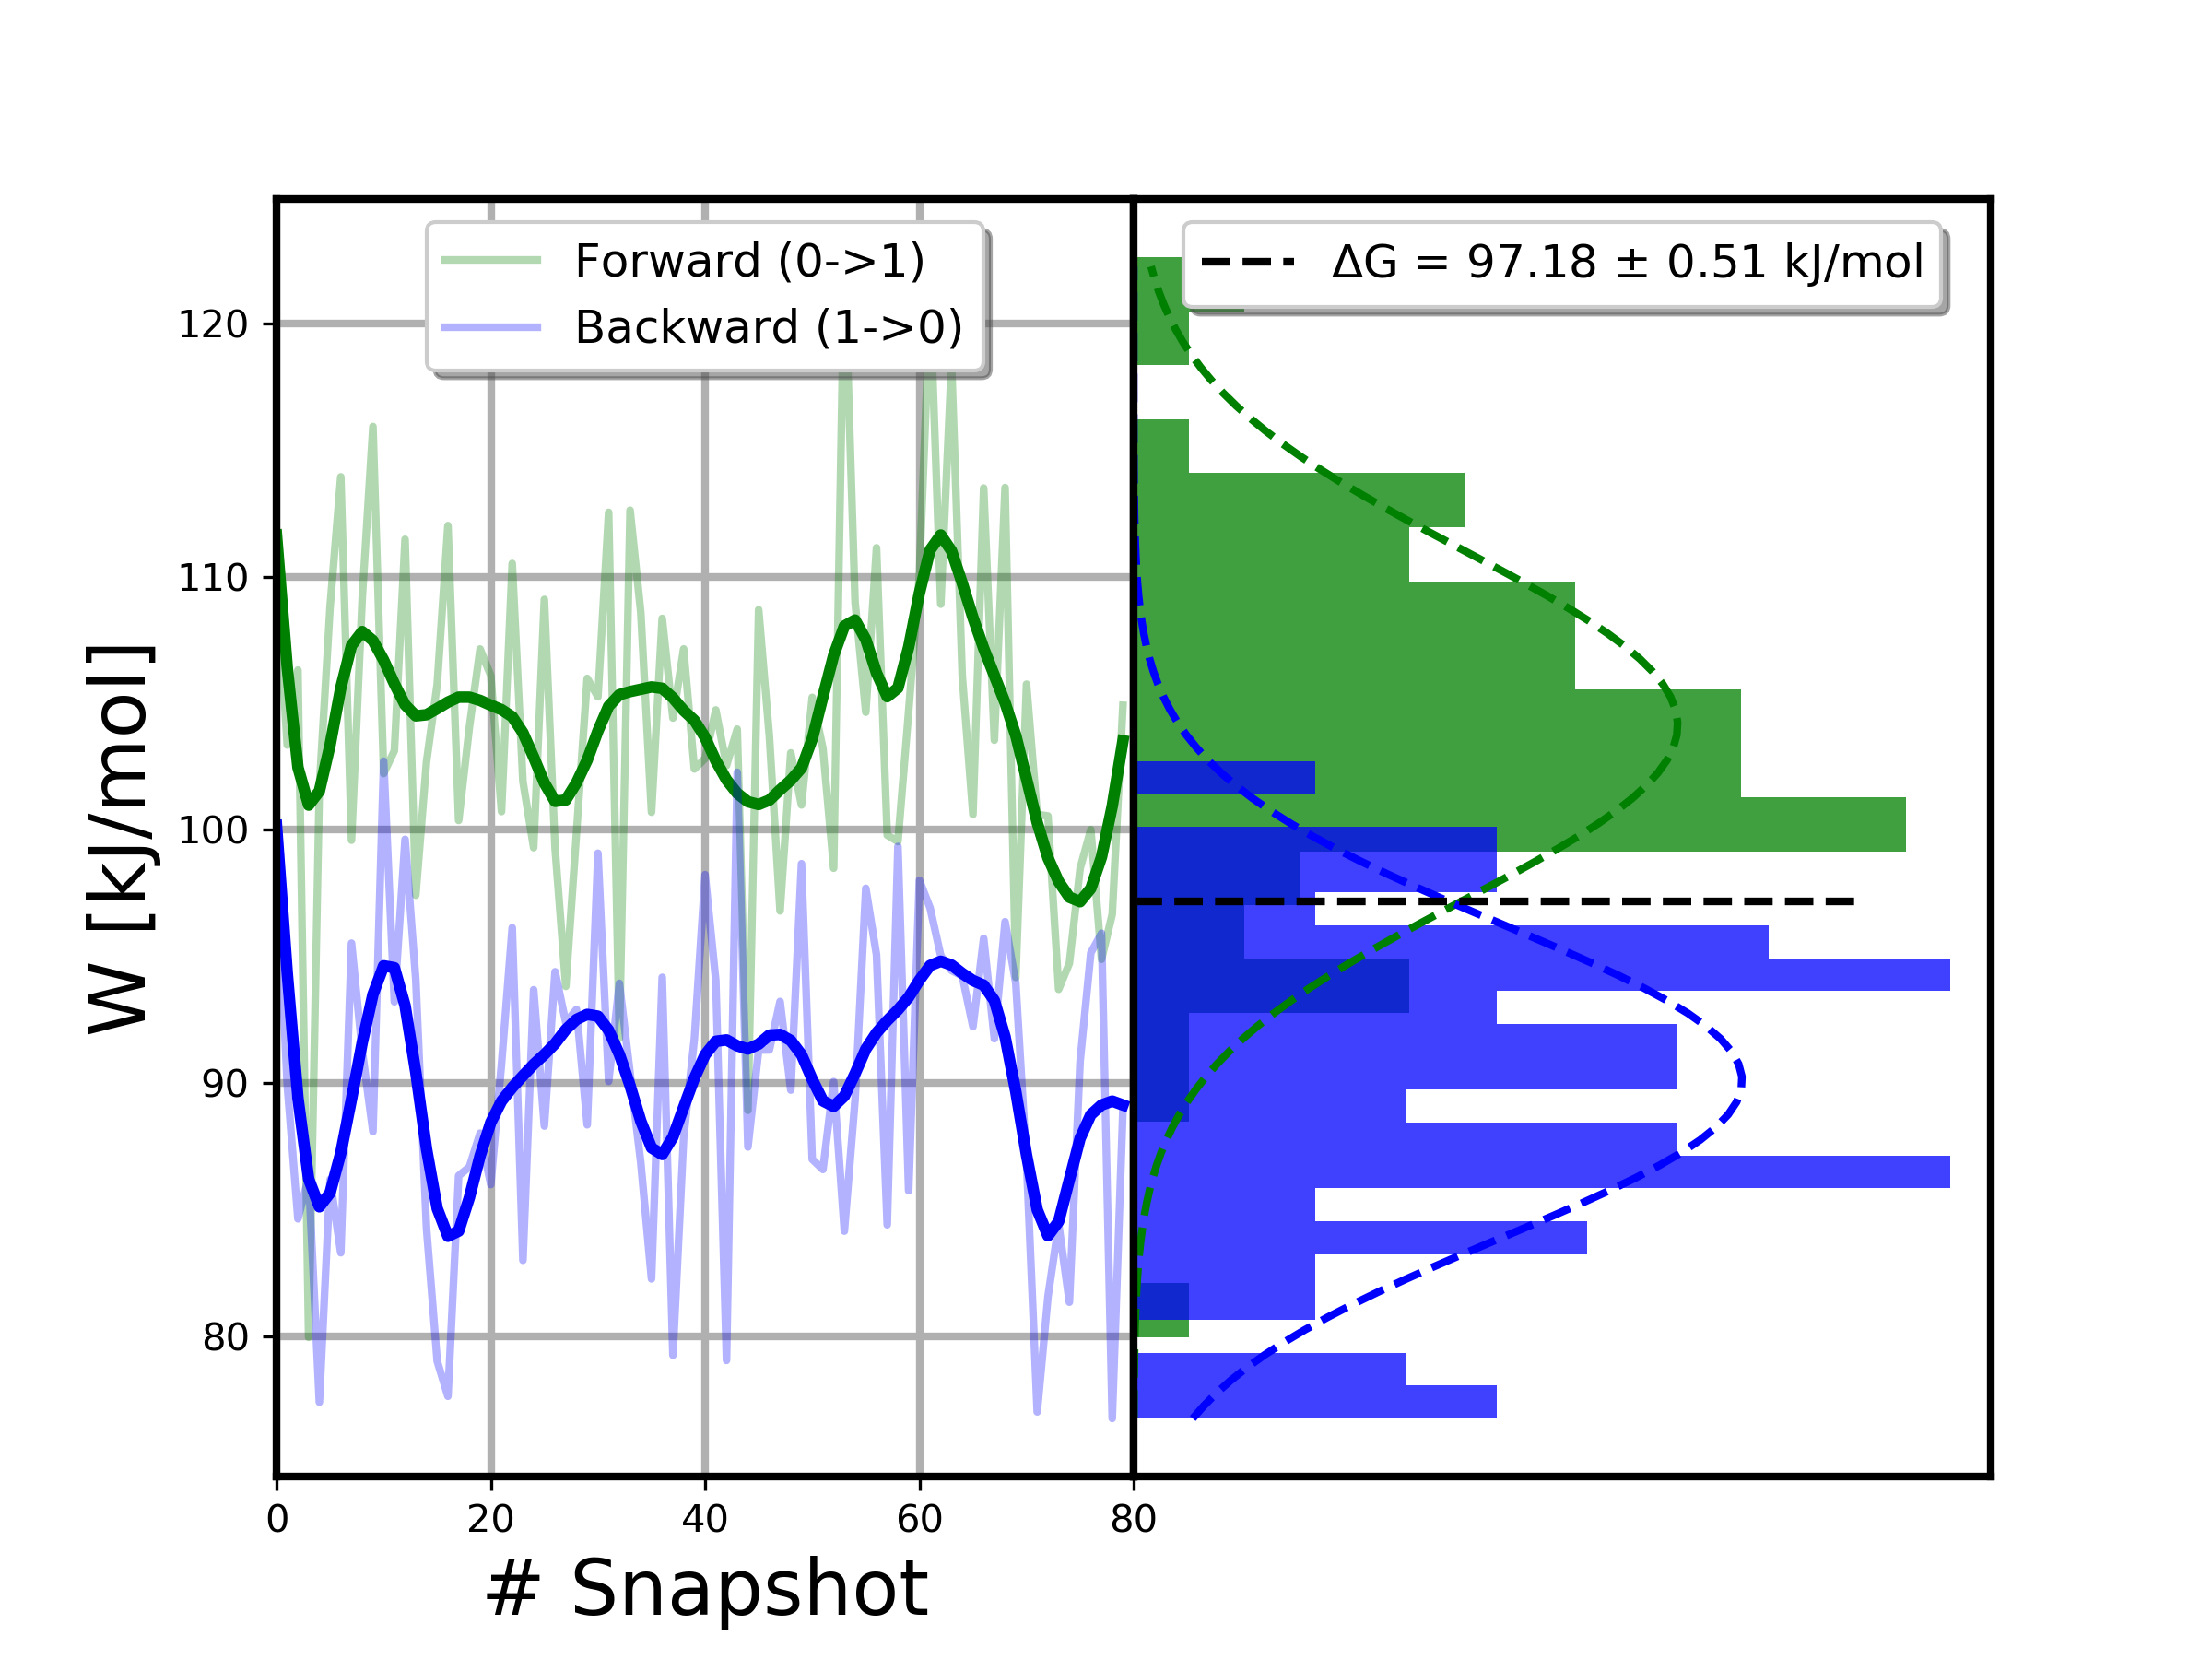 Forward (0->1)
Backward (1->0)
ΔG = 97.18 ± 0.51 kJ/mol
W [kJ/mol]
120
110
100
90
80
0 20 40 60 80
# Snapshot